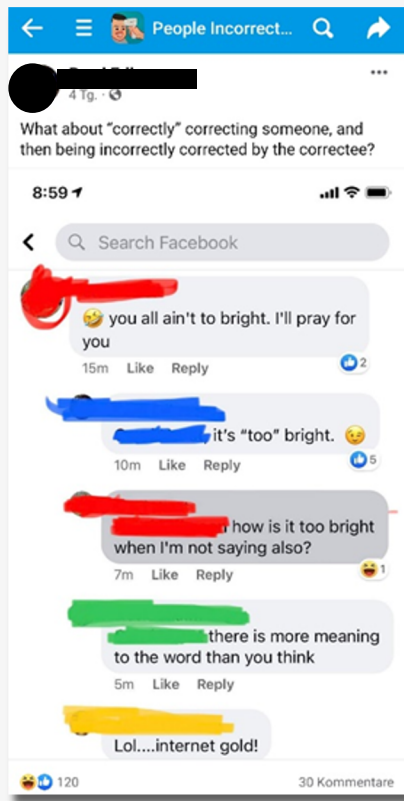 People Incorrect...
4 Tg.
What about “correctly” correcting someone, and
then being incorrectly corrected by the correctee?
8:59
Search Facebook
🤣 you all ain't to bright. I'll pray for
you
15m Like Reply
2
it's “too” bright. 😉
10m Like Reply
5
how is it too bright
when I'm not saying also?
7m Like Reply
1
there is more meaning
to the word than you think
5m Like Reply
Lol....internet gold!
120
30 Kommentare